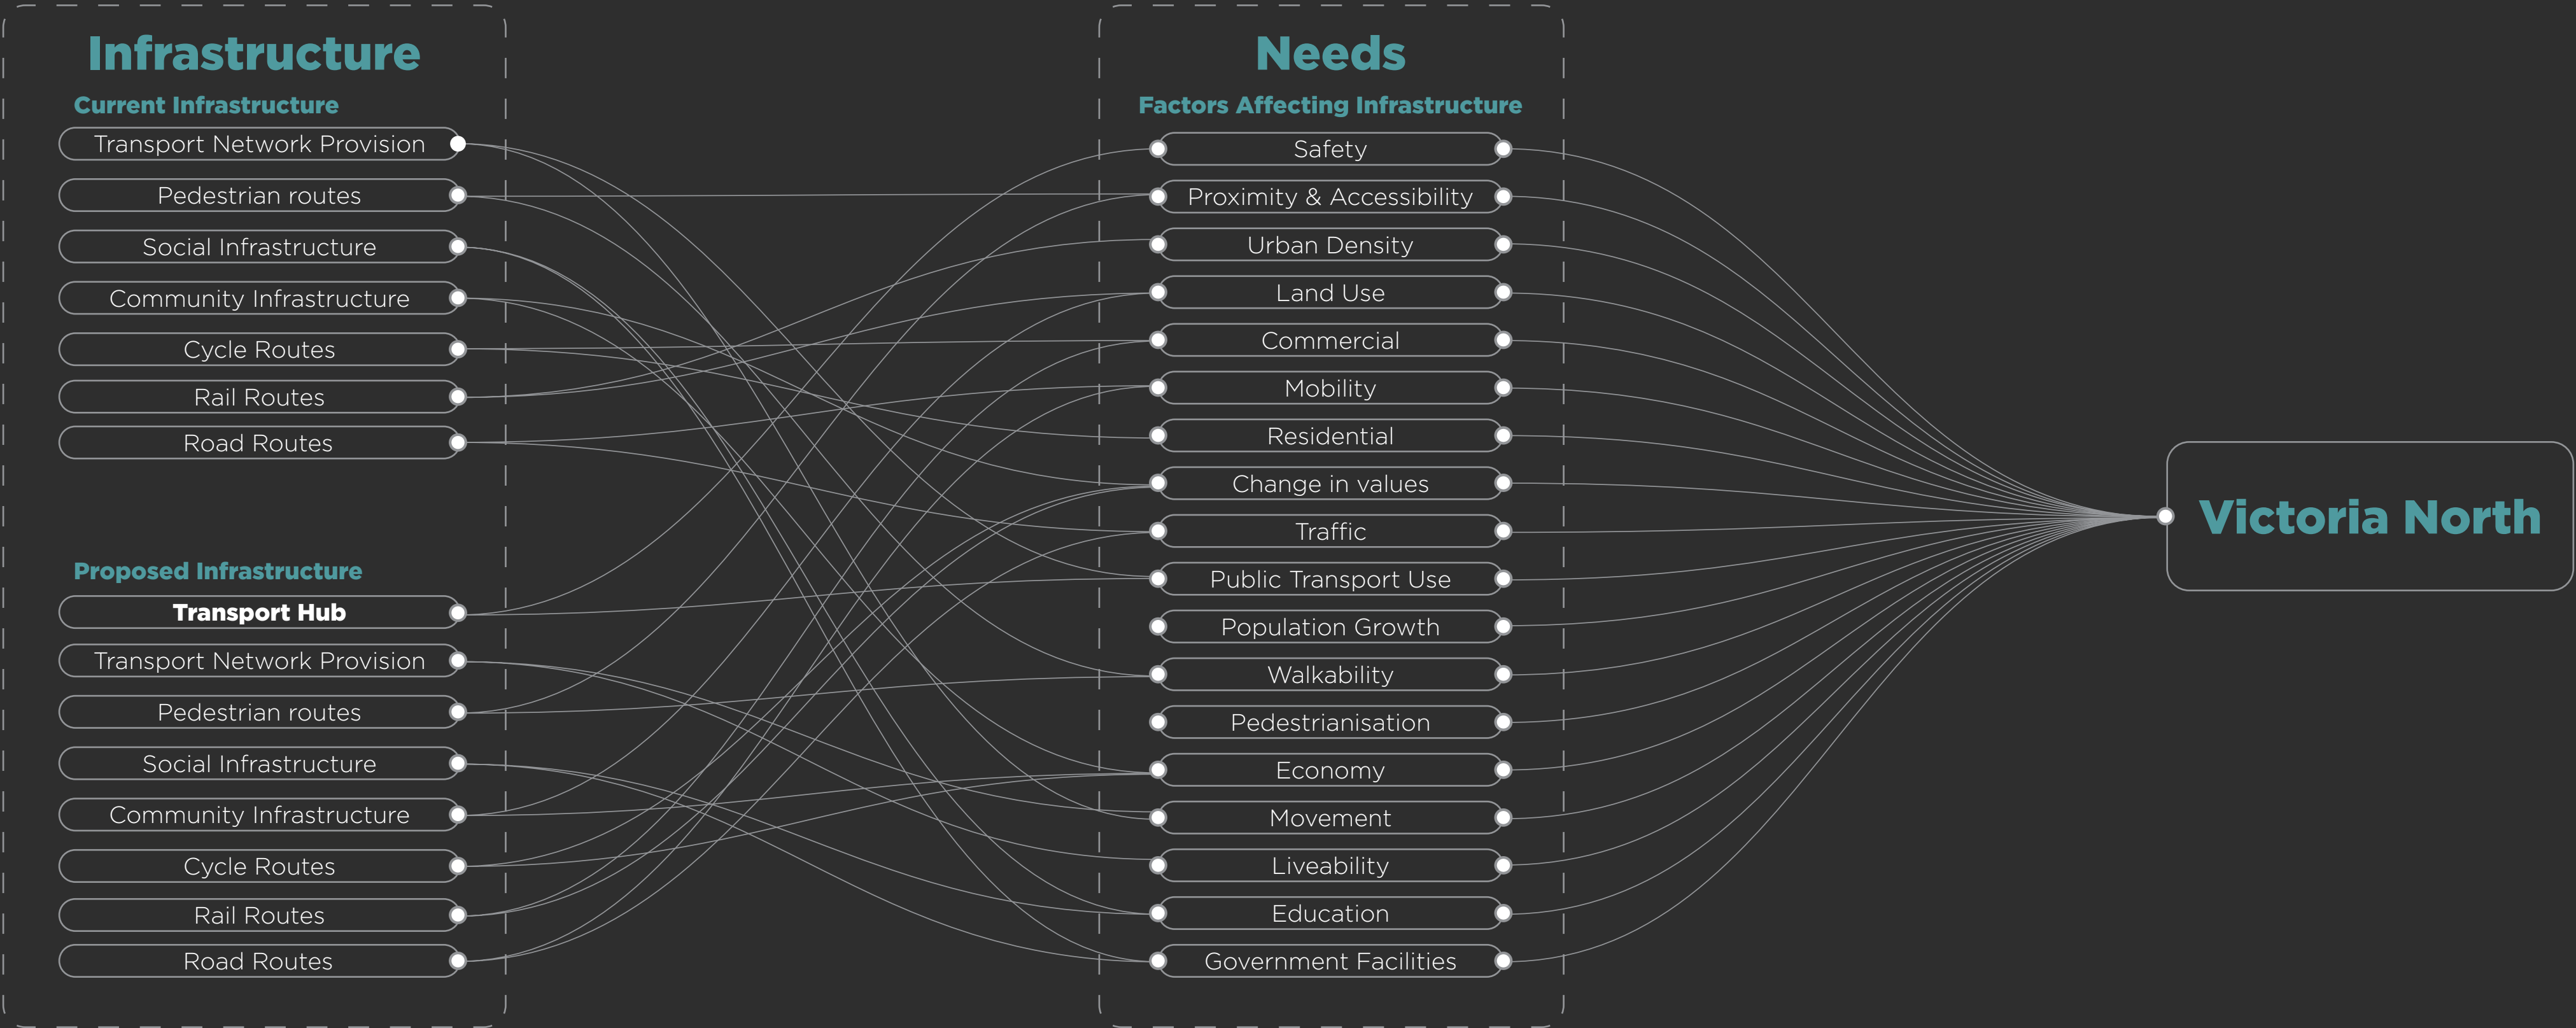 Infrastructure
Current Infrastructure
Transport Network Provision
Pedestrian routes
Social Infrastructure
Community Infrastructure
Cycle Routes
Rail Routes
Road Routes
Proposed Infrastructure
Transport Hub
Transport Network Provision
Pedestrian routes
Social Infrastructure
Community Infrastructure
Cycle Routes
Rail Routes
Road Routes
Needs
Factors Affecting Infrastructure
Safety
Proximity & Accessibility
Urban Density
Land Use
Commercial
Mobility
Residential
Change in values
Traffic
Public Transport Use
Population Growth
Walkability
Pedestrianisation
Economy
Movement
Liveability
Education
Government Facilities
Victoria North